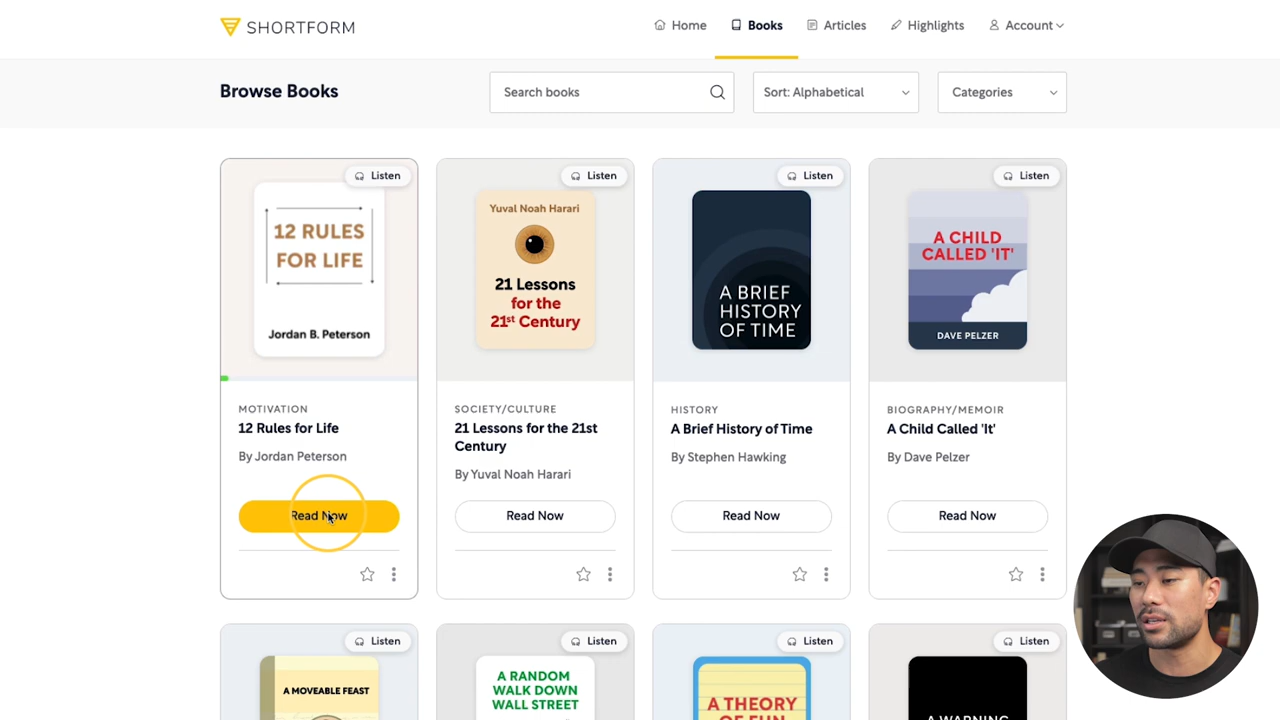 SHORTFORM
Home
Books
Articles
Highlights
Account
Browse Books
Search books
Sort: Alphabetical
Categories
Listen
12 RULES
FOR LIFE
Jordan B. Peterson
MOTIVATION
12 Rules for Life
By Jordan Peterson
Read Now
Listen
Yuval Noah Harari
21 Lessons
for the
21st Century
SOCIETY/CULTURE
21 Lessons for the 21st
Century
By Yuval Noah Harari
Read Now
Listen
A BRIEF
HISTORY
OF TIME
HISTORY
A Brief History of Time
By Stephen Hawking
Read Now
Listen
A CHILD
CALLED 'IT'
DAVE PELZER
BIOGRAPHY/MEMOIR
A Child Called 'It'
By Dave Pelzer
Read Now
Listen
A MOVEABLE FEAST
Listen
A RANDOM
WALK DOWN
WALL STREET
Listen
A THEORY
OF FUN
Listen
A WARNING